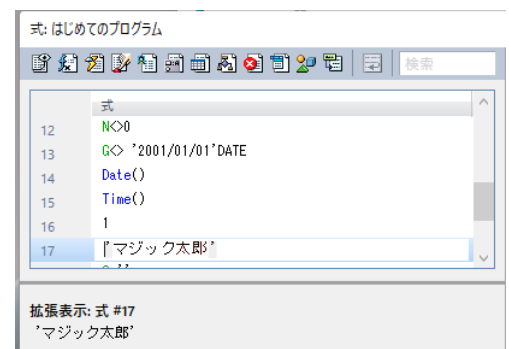 式: はじめてのプログラム
検索
式
12 N<>0
13 G<> '2001/01/01'DATE
14 Date()
15 Time()
16 1
17 'マジック太郎'
拡張表示: 式 #17
'マジック太郎'